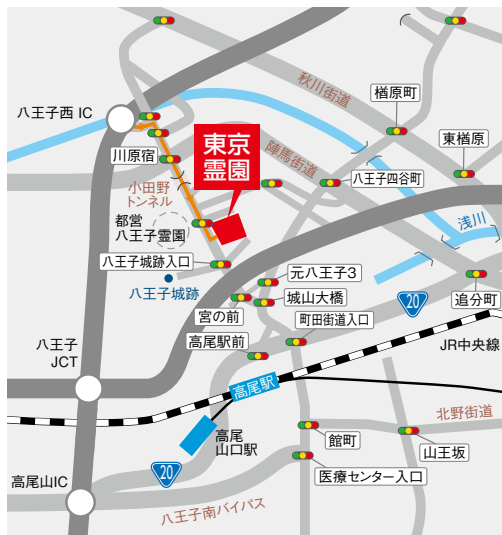 秋川街道
楢原町
八王子西 IC
東楢原
川原宿
東京
霊園
陣馬街道
八王子四谷町
小田野
トンネル
浅川
都営
八王子霊園
八王子城跡入口
元八王子3
八王子城跡
追分町
城山大橋
20
宮の前
町田街道入口
高尾駅前
JR中央線
八王子
JCT
高尾駅
北野街道
高尾
山口駅
館町
山王坂
20
医療センター入口
高尾山IC
八王子南バイパス